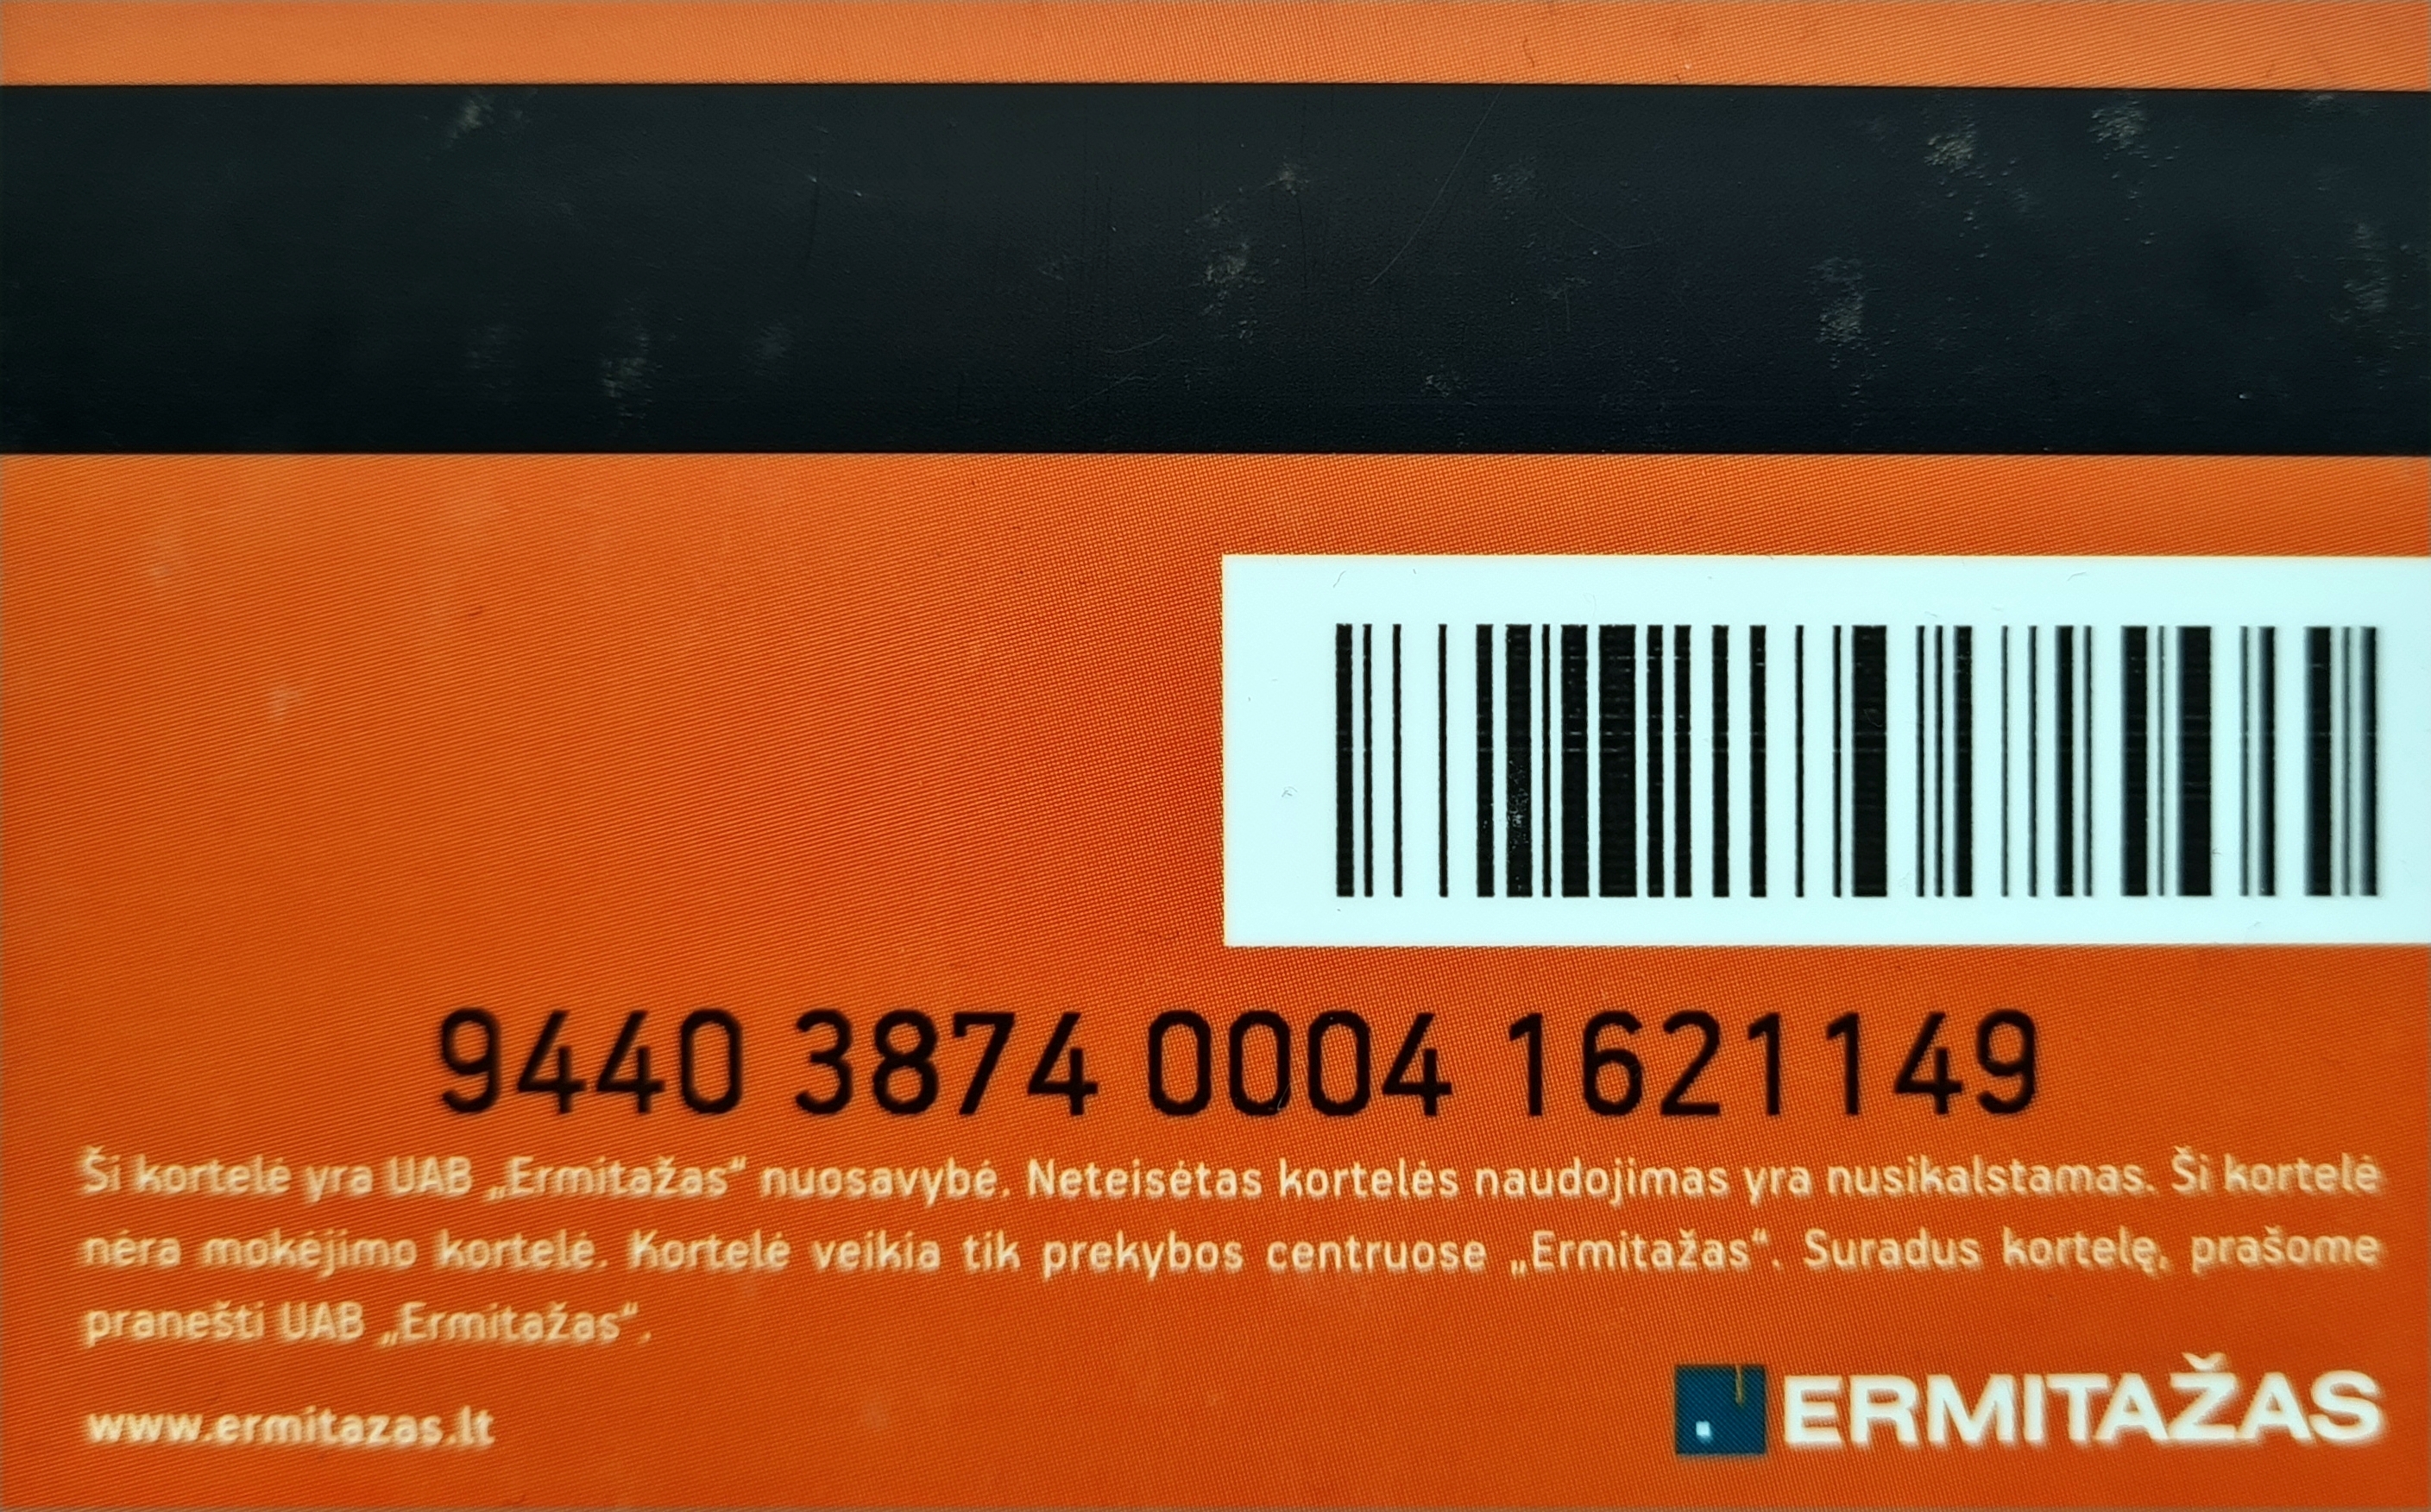 9440 3874 0004 1621149
Ši kortelė yra UAB „Ermitažas“ nuosavybė. Neteisėtas kortelės naudojimas yra nusikalstamas. Ši kortelė
nėra mokėjimo kortelė. Kortelė veikia tik prekybos centruose „Ermitažas“. Suradus kortelę, prašome
pranešti UAB „Ermitažas“.
www.ermitazas.lt
ERMITAŽAS